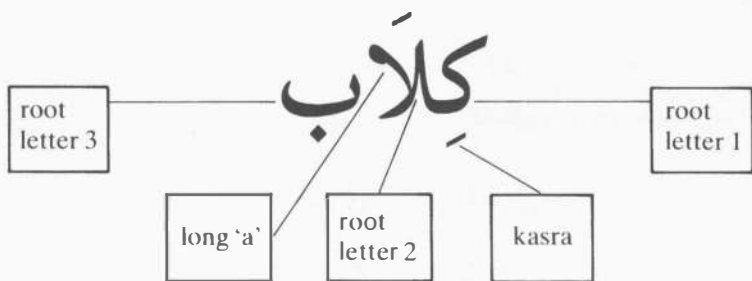 كِلَاب
root
letter 3
root
letter 1
long ‘a’
root
letter 2
kasra